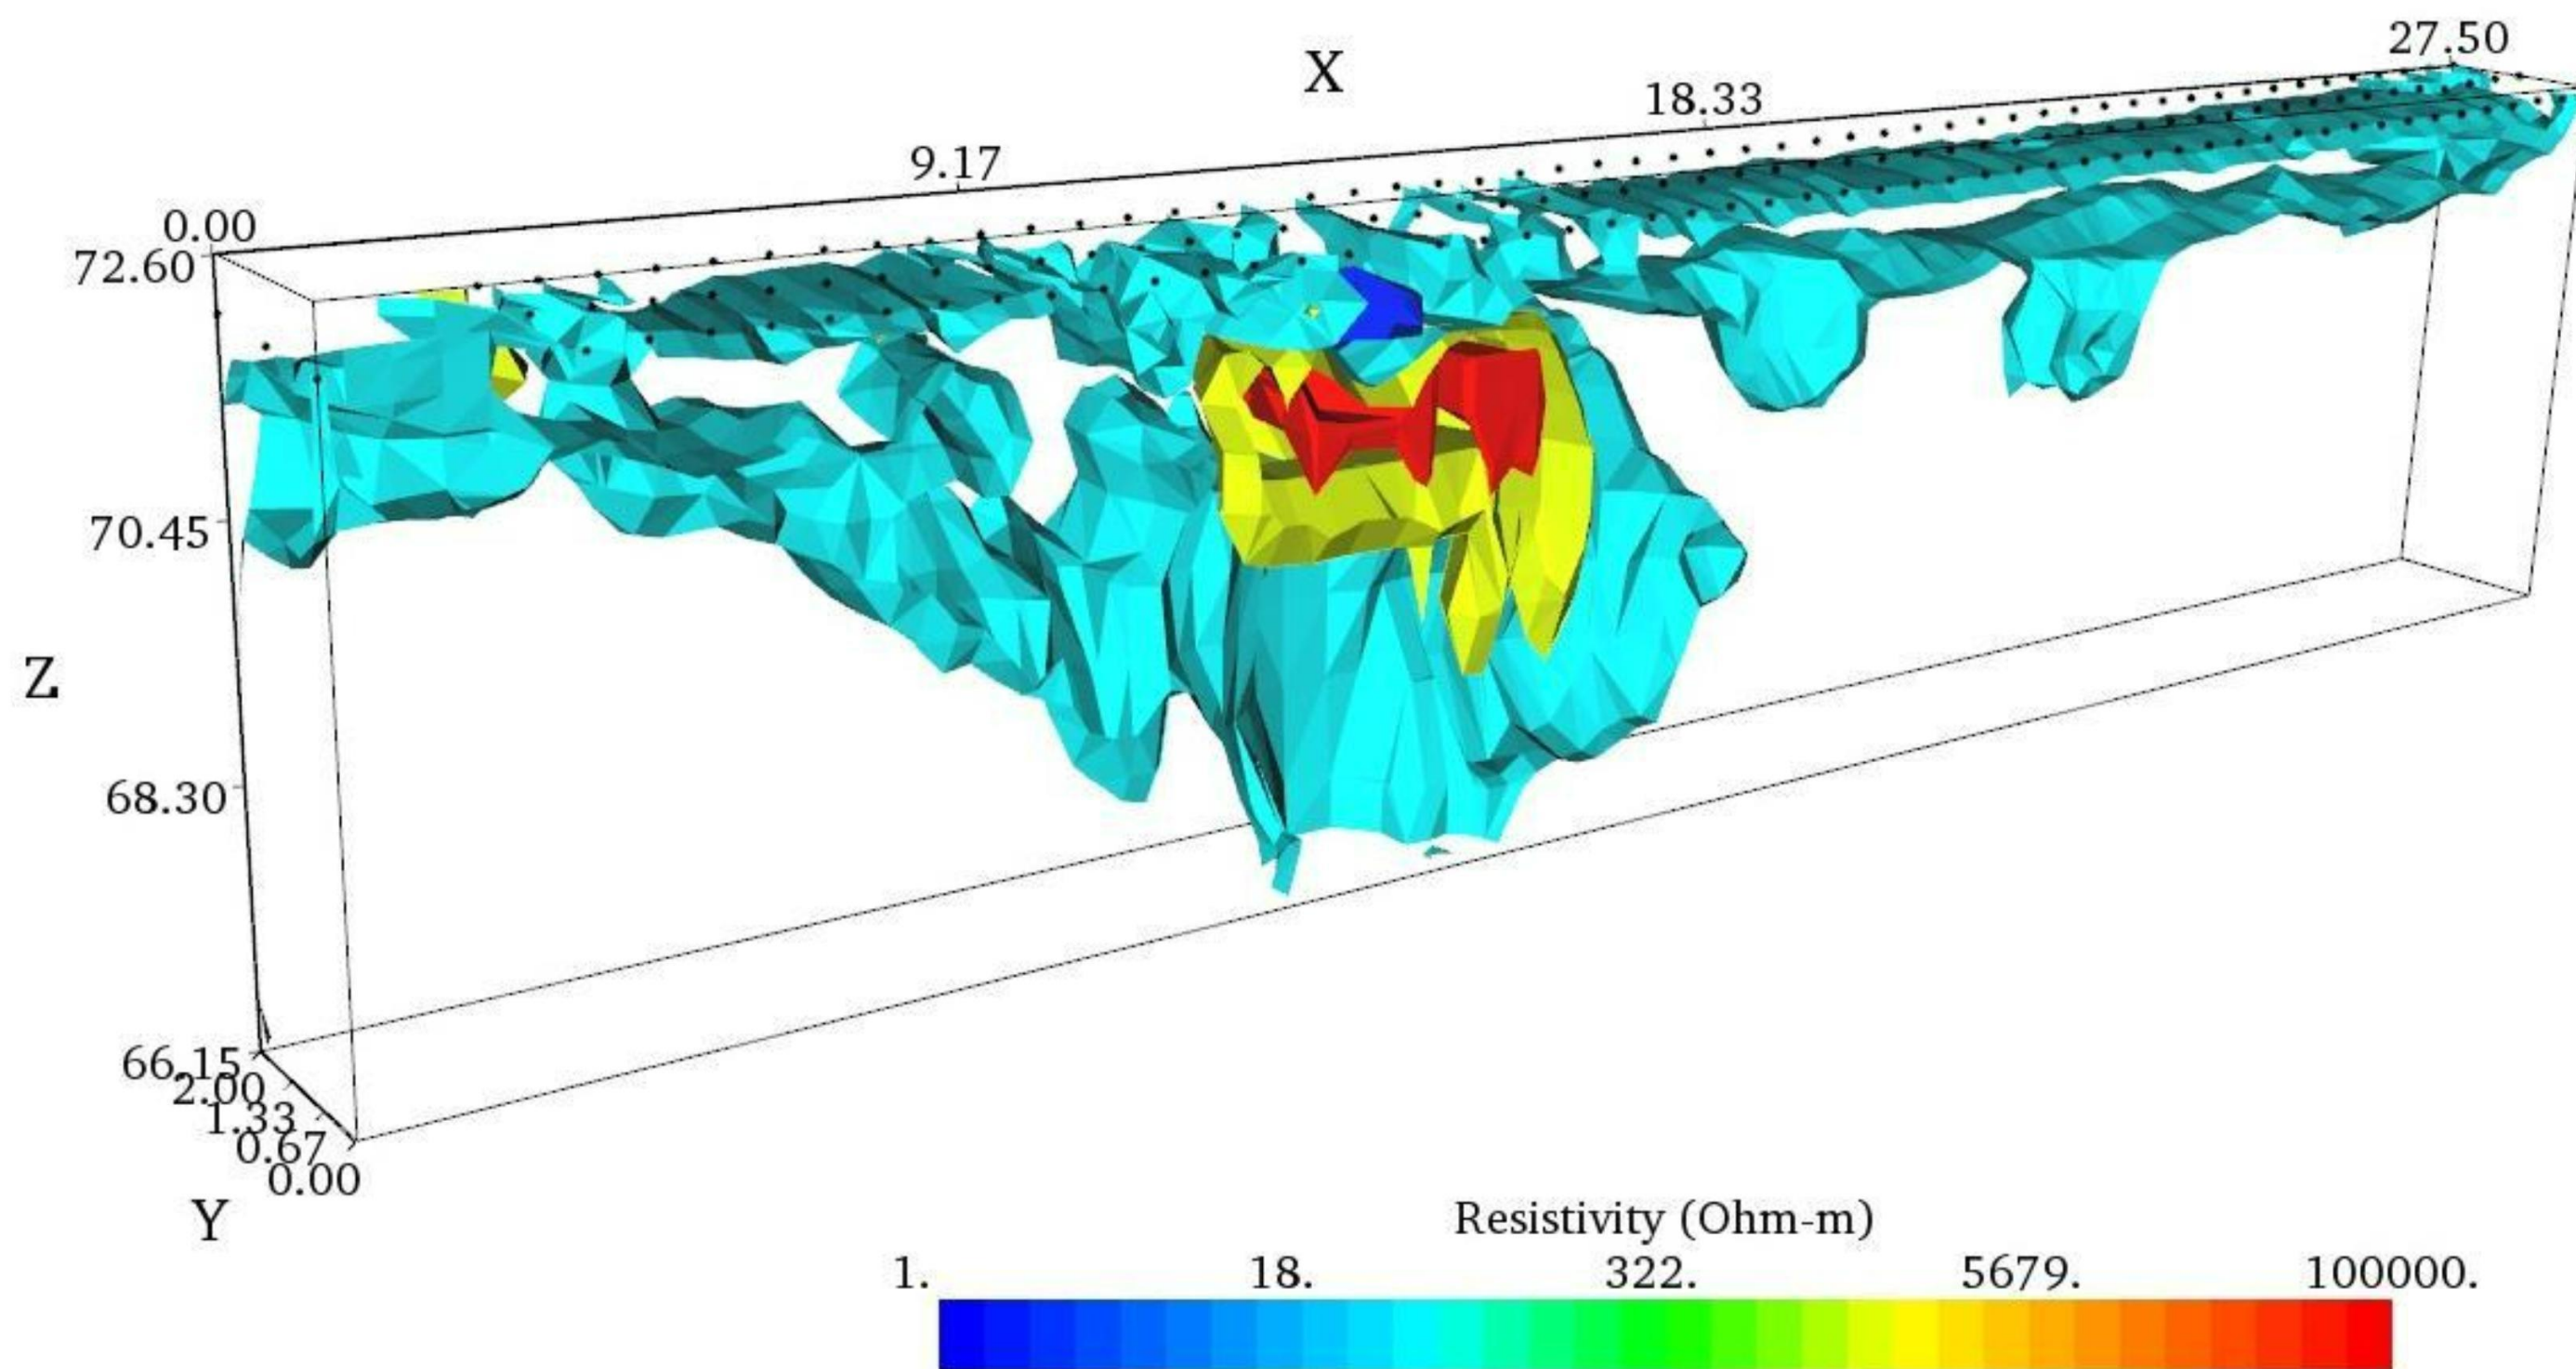 27.50
X
18.33
9.17
0.00
72.60
70.45
Z
68.30
66.15
2.00
1.33
0.67
0.00
Y
Resistivity (Ohm-m)
1. 18. 322. 5679. 100000.